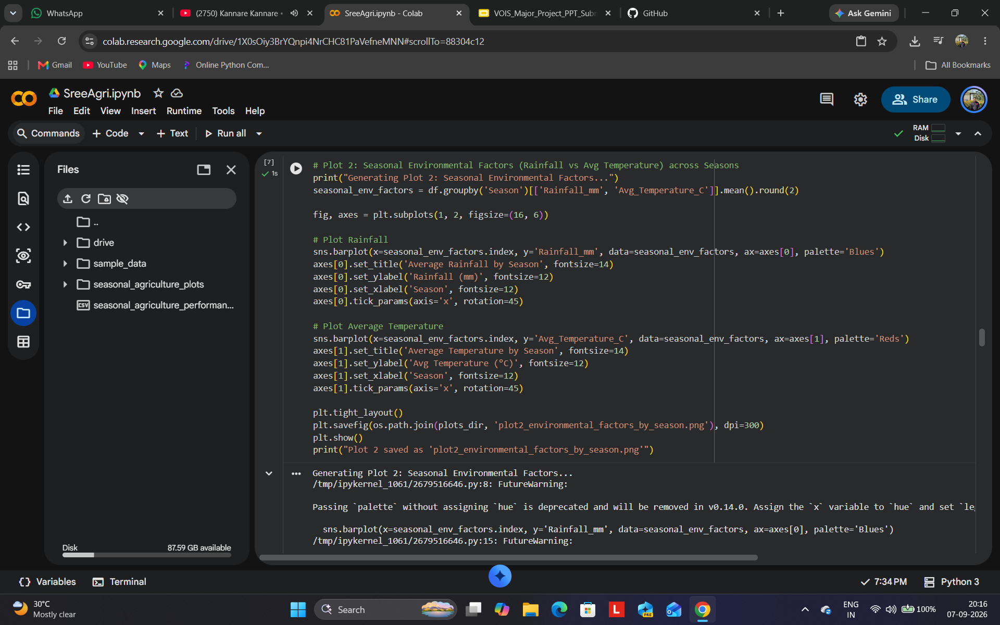 WhatsApp
(2750) Kannare Kannare
SreeAgri.ipynb - Colab
VOIS_Major_Project_PPT_Subm
GitHub
Ask Gemini
colab.research.google.com/drive/1X0sOiy3BrYQnpi4NrCHC81PaVefneMNN#scrollTo=88304c12
Gmail
YouTube
Maps
Online Python Com...
All Bookmarks
CO
SreeAgri.ipynb
File Edit View Insert Runtime Tools Help
Share
Commands
+ Code
+ Text
Run all
RAM
Disk
Files
..
drive
sample_data
seasonal_agriculture_plots
CSV seasonal_agriculture_performan...
Disk 87.59 GB available
[7]
1s
# Plot 2: Seasonal Environmental Factors (Rainfall vs Avg Temperature) across Seasons
print("Generating Plot 2: Seasonal Environmental Factors...")
seasonal_env_factors = df.groupby('Season')[['Rainfall_mm', 'Avg_Temperature_C']].mean().round(2)
fig, axes = plt.subplots(1, 2, figsize=(16, 6))
# Plot Rainfall
sns.barplot(x=seasonal_env_factors.index, y='Rainfall_mm', data=seasonal_env_factors, ax=axes[0], palette='Blues')
axes[0].set_title('Average Rainfall by Season', fontsize=14)
axes[0].set_ylabel('Rainfall (mm)', fontsize=12)
axes[0].set_xlabel('Season', fontsize=12)
axes[0].tick_params(axis='x', rotation=45)
# Plot Average Temperature
sns.barplot(x=seasonal_env_factors.index, y='Avg_Temperature_C', data=seasonal_env_factors, ax=axes[1], palette='Reds')
axes[1].set_title('Average Temperature by Season', fontsize=14)
axes[1].set_ylabel('Avg Temperature (°C)', fontsize=12)
axes[1].set_xlabel('Season', fontsize=12)
axes[1].tick_params(axis='x', rotation=45)
plt.tight_layout()
plt.savefig(os.path.join(plots_dir, 'plot2_environmental_factors_by_season.png'), dpi=300)
plt.show()
print("Plot 2 saved as 'plot2_environmental_factors_by_season.png'")
Generating Plot 2: Seasonal Environmental Factors...
/tmp/ipykernel_1061/2679516646.py:8: FutureWarning:
Passing `palette` without assigning `hue` is deprecated and will be removed in v0.14.0. Assign the `x` variable to `hue` and set `le
sns.barplot(x=seasonal_env_factors.index, y='Rainfall_mm', data=seasonal_env_factors, ax=axes[0], palette='Blues')
/tmp/ipykernel_1061/2679516646.py:15: FutureWarning:
Variables
Terminal
7:34 PM
Python 3
30°C
Mostly clear
Search
L
PRE
ENG
IN
100%
20:16
07-09-2026